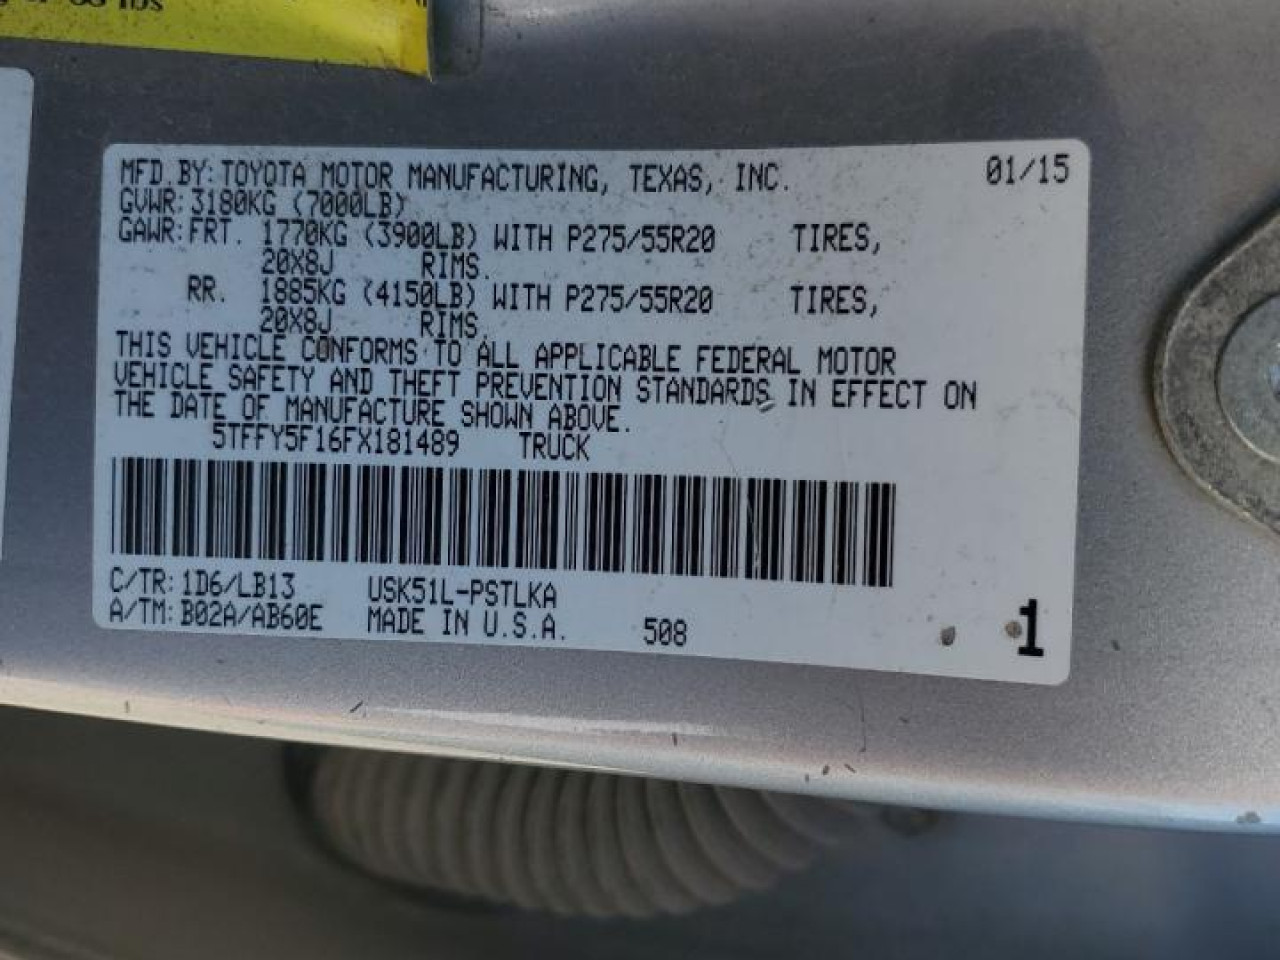 68 lbs
MFD. BY: TOYOTA MOTOR MANUFACTURING, TEXAS, INC. 01/15
GVWR: 3180KG (7000LB)
GAWR: FRT. 1770KG (3900LB) WITH P275/55R20 TIRES,
20X8J RIMS.
RR. 1885KG (4150LB) WITH P275/55R20 TIRES,
20X8J RIMS.
THIS VEHICLE CONFORMS TO ALL APPLICABLE FEDERAL MOTOR
VEHICLE SAFETY AND THEFT PREVENTION STANDARDS IN EFFECT ON
THE DATE OF MANUFACTURE SHOWN ABOVE.
5TFFY5F16FX181489 TRUCK
C/TR: 1D6/LB13 USK51L-PSTLKA
A/TM: B02A/AB60E MADE IN U.S.A. 508 1